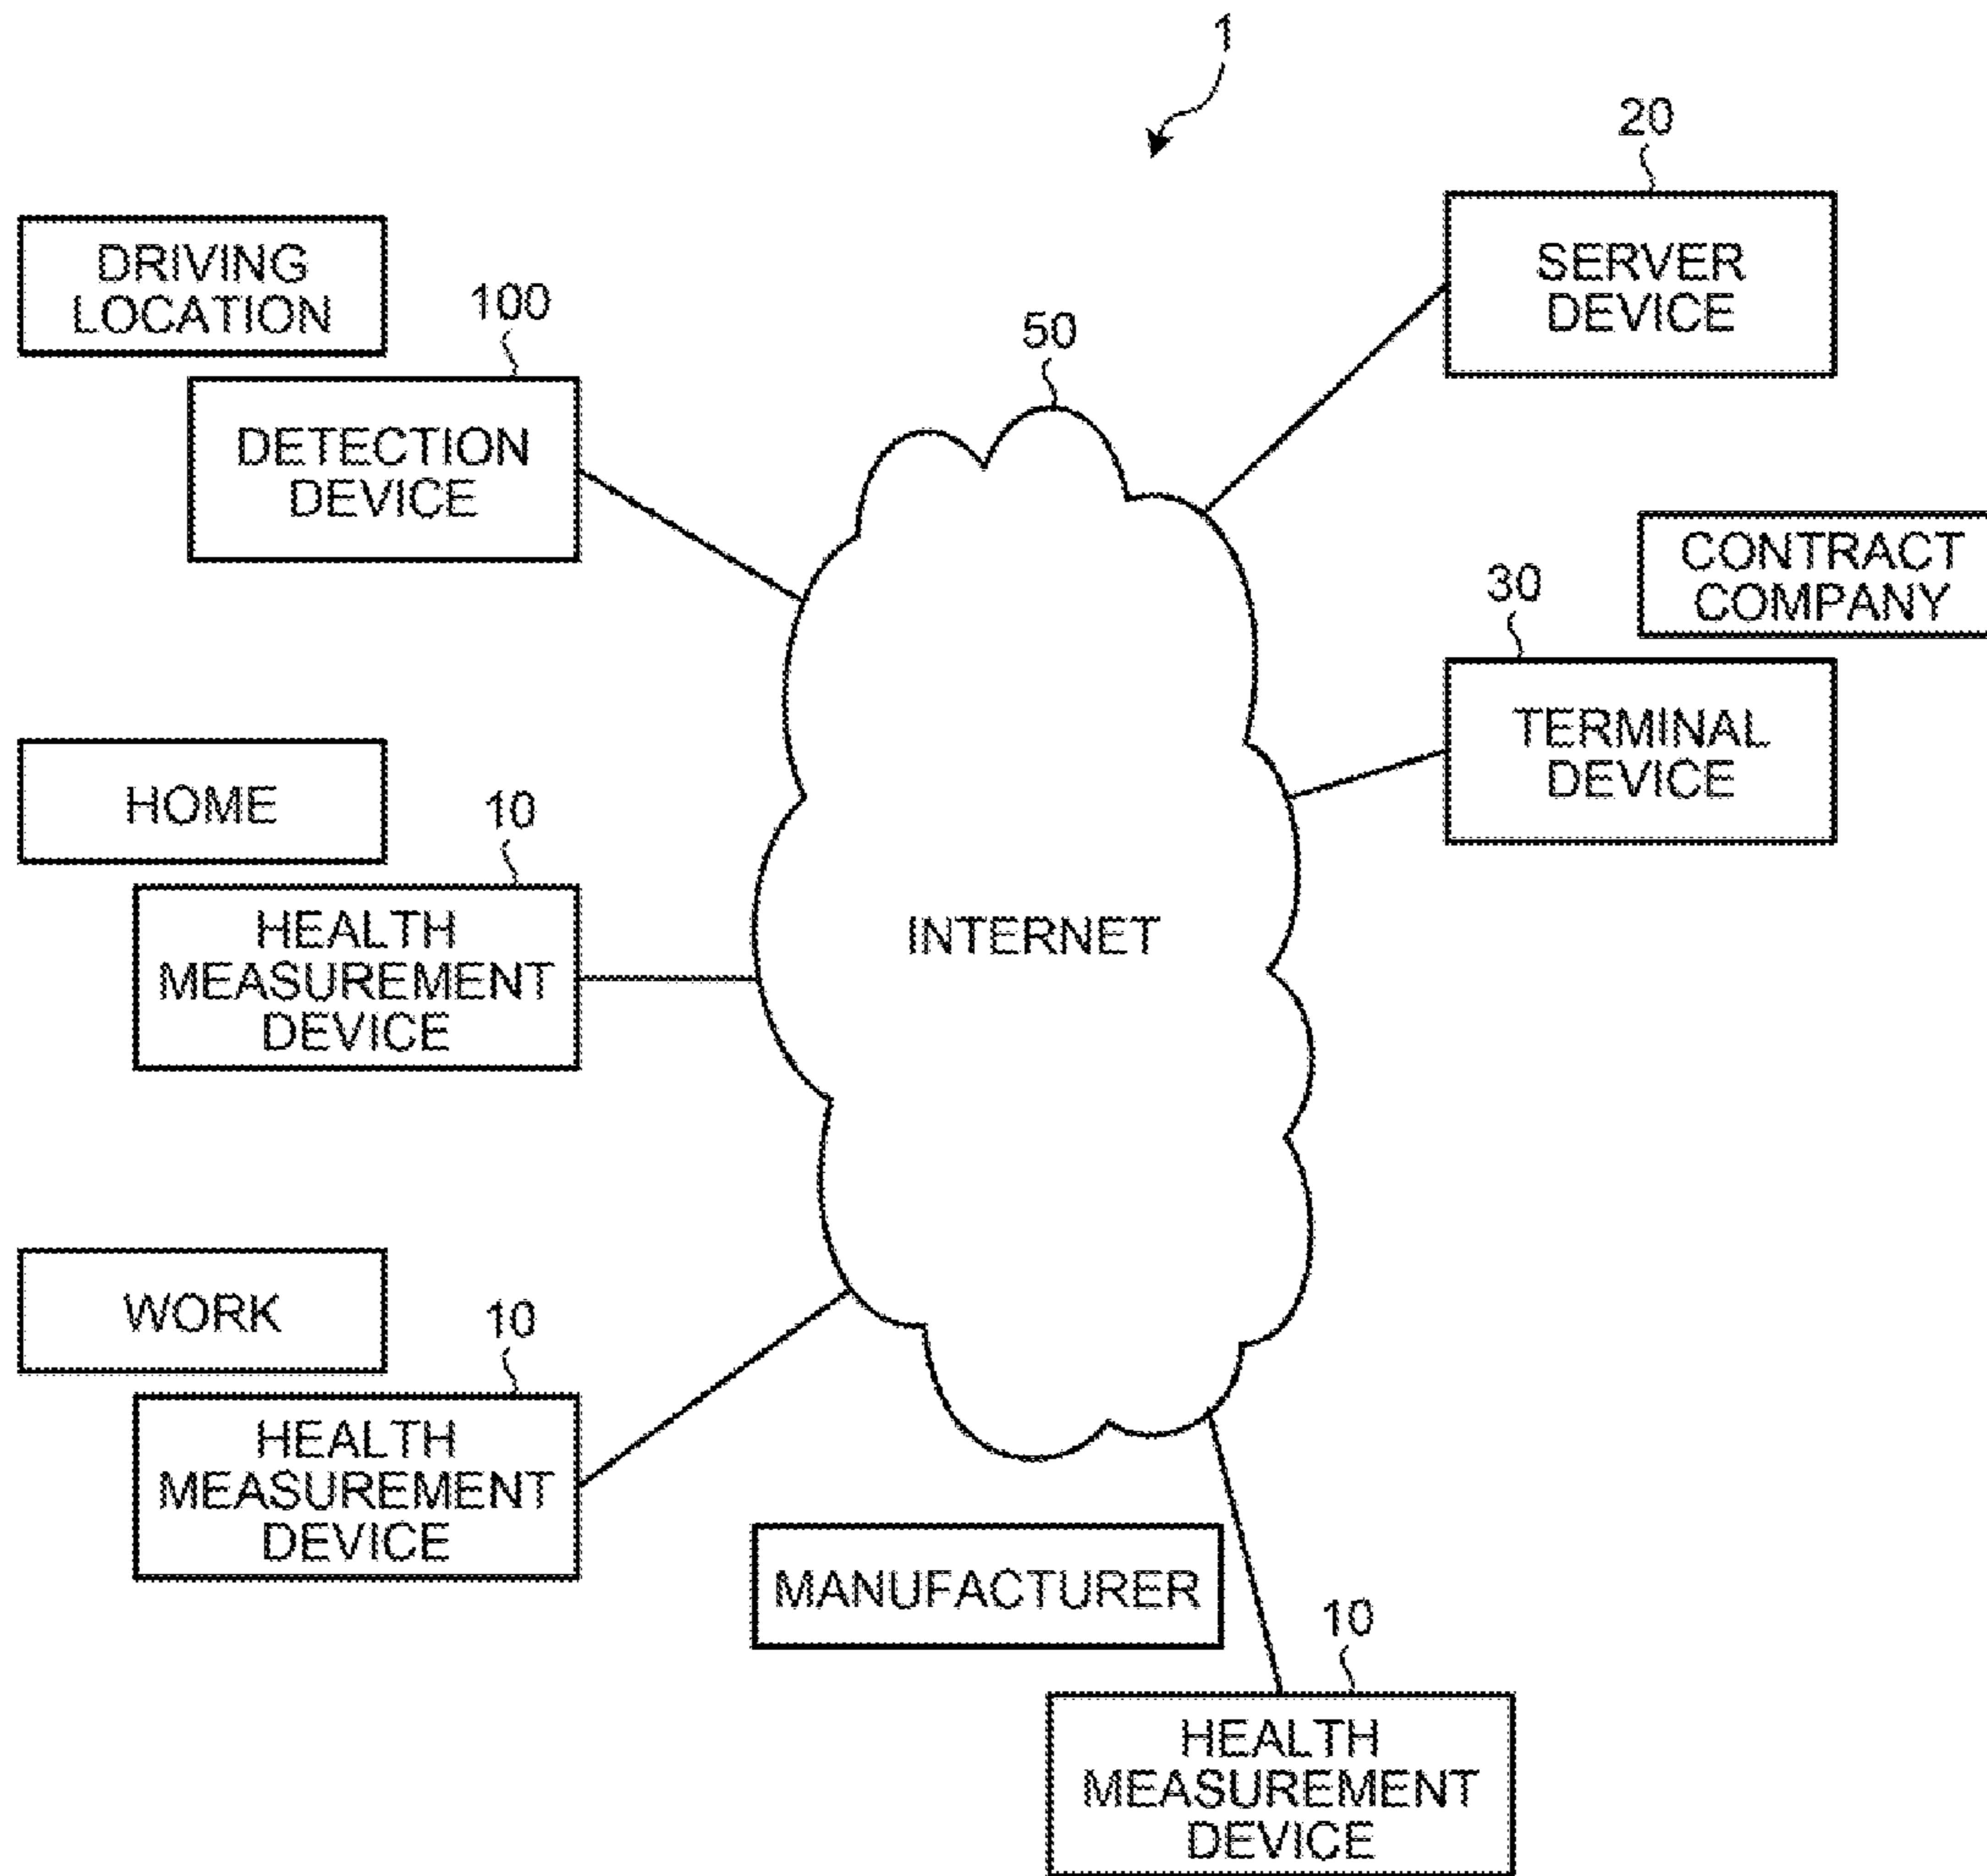 1
20
SERVER
DEVICE
DRIVING
LOCATION
100
DETECTION
DEVICE
50
CONTRACT
COMPANY
30
TERMINAL
DEVICE
HOME
10
HEALTH
MEASUREMENT
DEVICE
INTERNET
WORK
10
HEALTH
MEASUREMENT
DEVICE
MANUFACTURER
10
HEALTH
MEASUREMENT
DEVICE